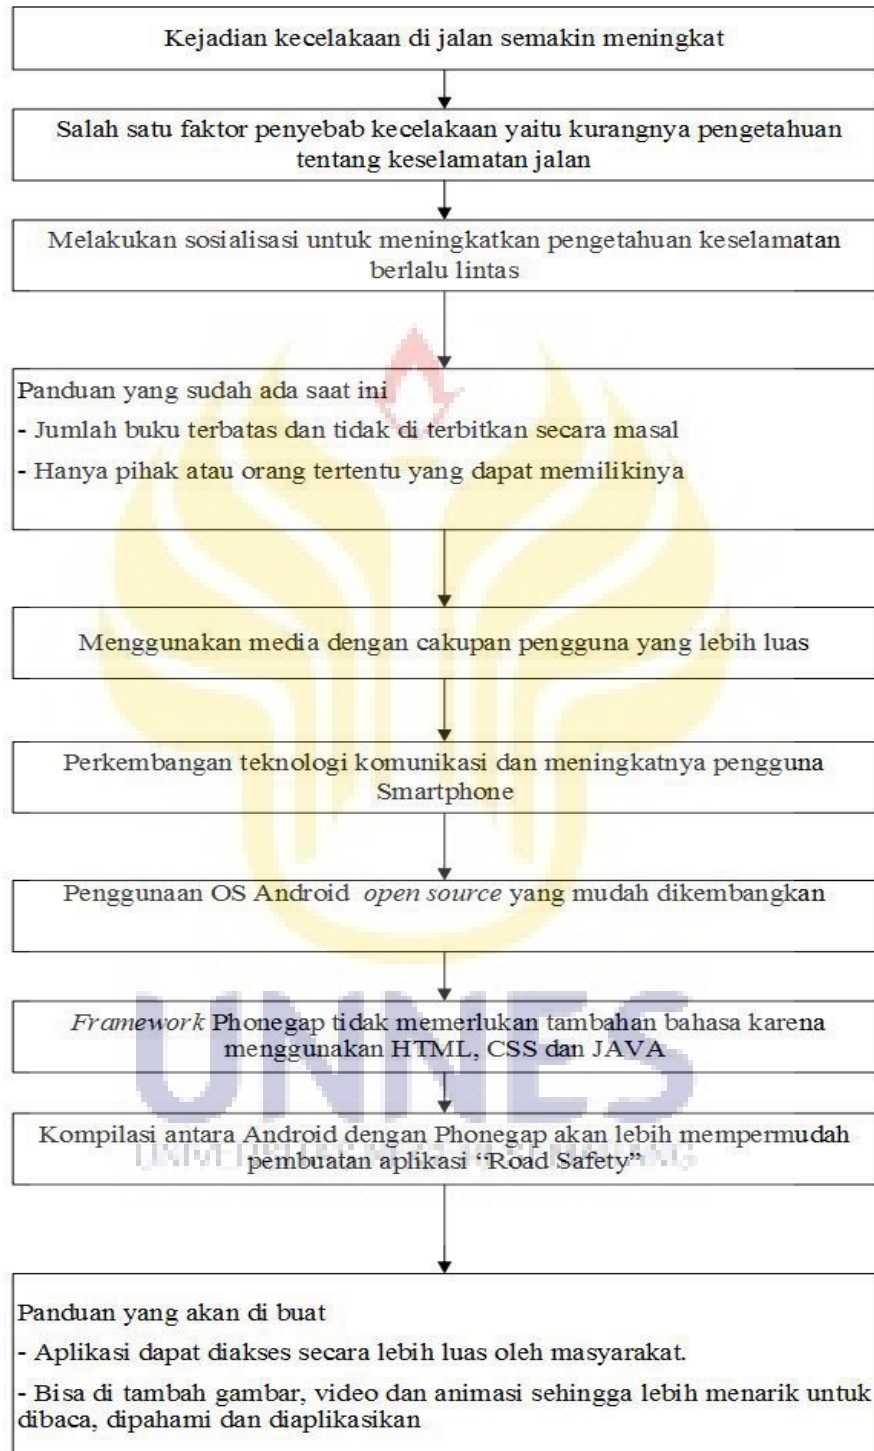 Kejadian kecelakaan di jalan semakin meningkat
Salah satu faktor penyebab kecelakaan yaitu kurangnya pengetahuan
tentang keselamatan jalan
Melakukan sosialisasi untuk meningkatkan pengetahuan keselamatan
berlalu lintas
Panduan yang sudah ada saat ini
- Jumlah buku terbatas dan tidak di terbitkan secara masal
- Hanya pihak atau orang tertentu yang dapat memilikinya
Menggunakan media dengan cakupan pengguna yang lebih luas
Perkembangan teknologi komunikasi dan meningkatnya pengguna
Smartphone
Penggunaan OS Android open source yang mudah dikembangkan
UNNES
Framework Phonegap tidak memerlukan tambahan bahasa karena
menggunakan HTML, CSS dan JAVA
Kompilasi antara Android dengan Phonegap akan lebih mempermudah
pembuatan aplikasi “Road Safety”
Panduan yang akan di buat
- Aplikasi dapat diakses secara lebih luas oleh masyarakat.
- Bisa di tambah gambar, video dan animasi sehingga lebih menarik untuk
dibaca, dipahami dan diaplikasikan